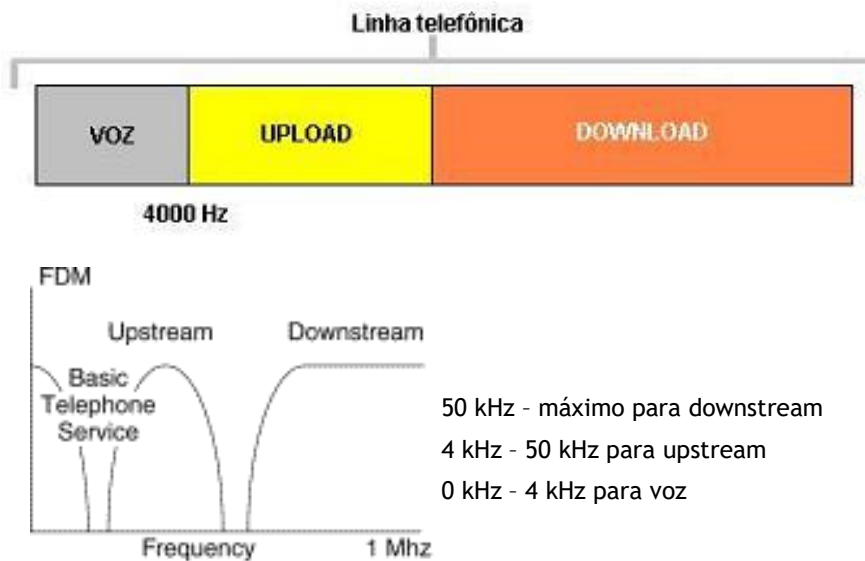 Linha telefônica
VOZ
UPLOAD
DOWNLOAD
4000 Hz
FDM
Upstream
Downstream
Basic
Telephone
Service
Frequency
1 Mhz
50 kHz – máximo para downstream
4 kHz – 50 kHz para upstream
0 kHz – 4 kHz para voz